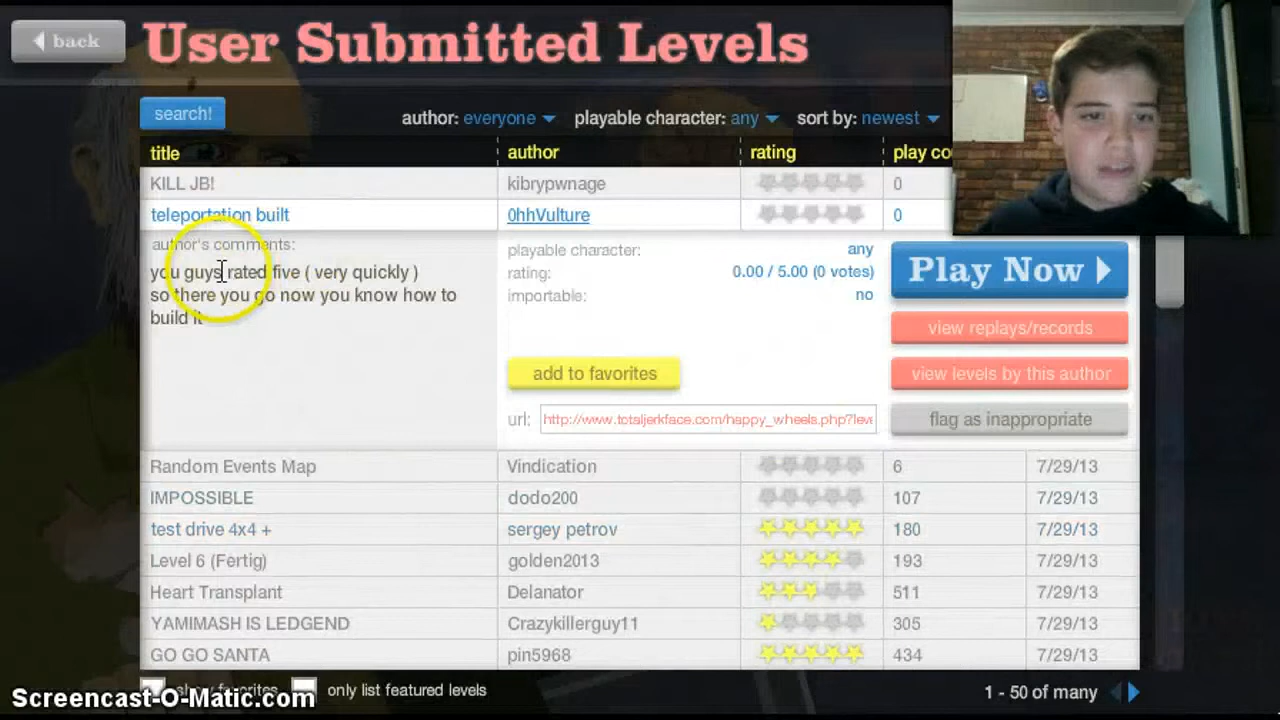 back
User Submitted Levels
search!
author: everyone playable character: any sort by: newest
title author rating play co
KILL JB! kibrypwnage 0
teleportation built 0hhVulture 0
author's comments:
you guys rated five ( very quickly )
so there you go now you know how to
build it
playable character: any
rating: 0.00 / 5.00 (0 votes)
importable: no
add to favorites
url: http://www.totaljerkface.com/happy_wheels.php?leve
Play Now
view replays/records
view levels by this author
flag as inappropriate
Random Events Map Vindication 6 7/29/13
IMPOSSIBLE dodo200 107 7/29/13
test drive 4x4 + sergey petrov 180 7/29/13
Level 6 (Fertig) golden2013 193 7/29/13
Heart Transplant Delanator 511 7/29/13
YAMIMASH IS LEDGEND Crazykillerguy11 305 7/29/13
GO GO SANTA pin5968 434 7/29/13
favorites only list featured levels 1 - 50 of many
Screencast-O-Matic.com